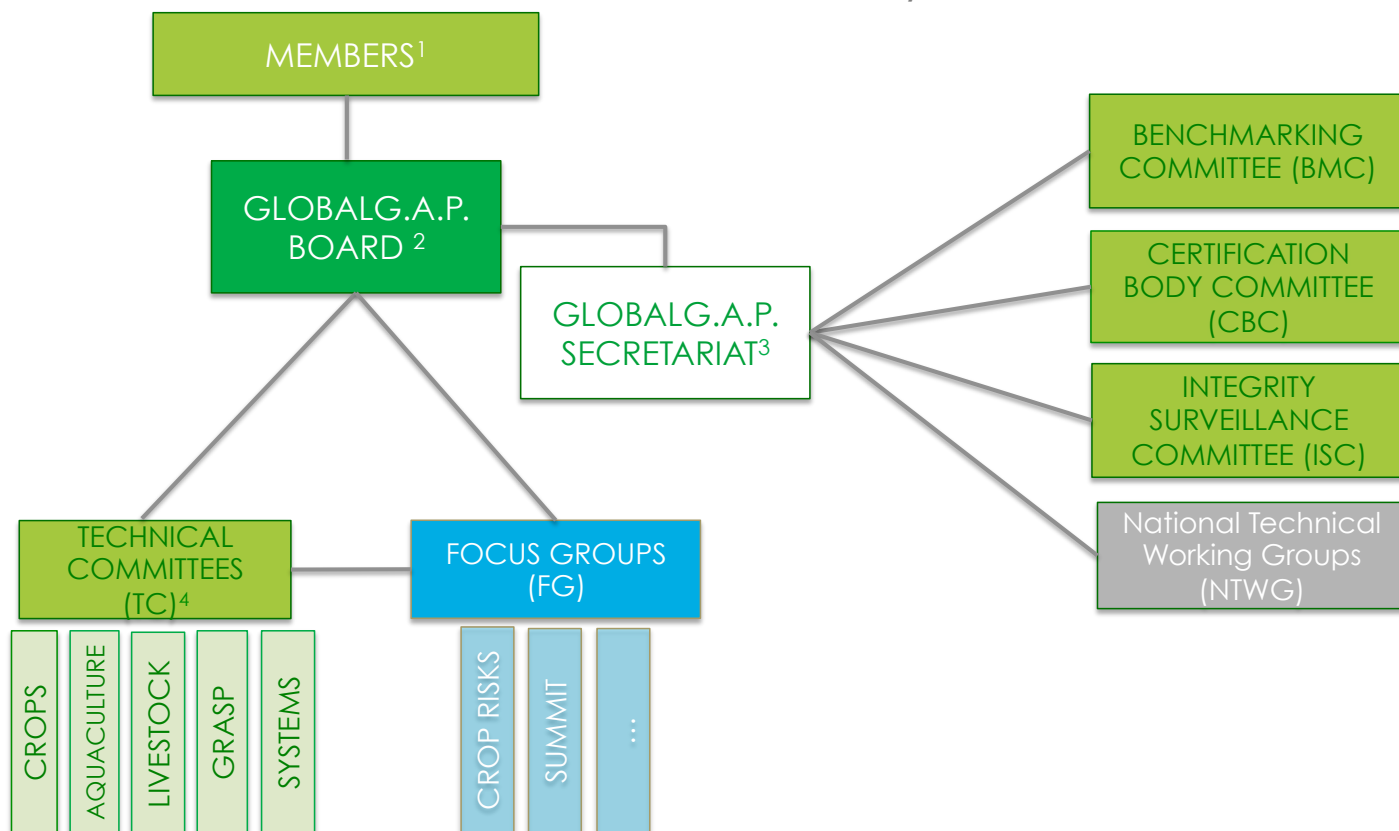 MEMBERS¹
GLOBALG.A.P.
BOARD ²
GLOBALG.A.P.
SECRETARIAT³
BENCHMARKING
COMMITTEE (BMC)
CERTIFICATION
BODY COMMITTEE
(CBC)
INTEGRITY
SURVEILLANCE
COMMITTEE (ISC)
National Technical
Working Groups
(NTWG)
TECHNICAL
COMMITTEES
(TC)⁴
FOCUS GROUPS
(FG)
CROPS
AQUACULTURE
LIVESTOCK
GRASP
SYSTEMS
CROP RISKS
SUMMIT
...